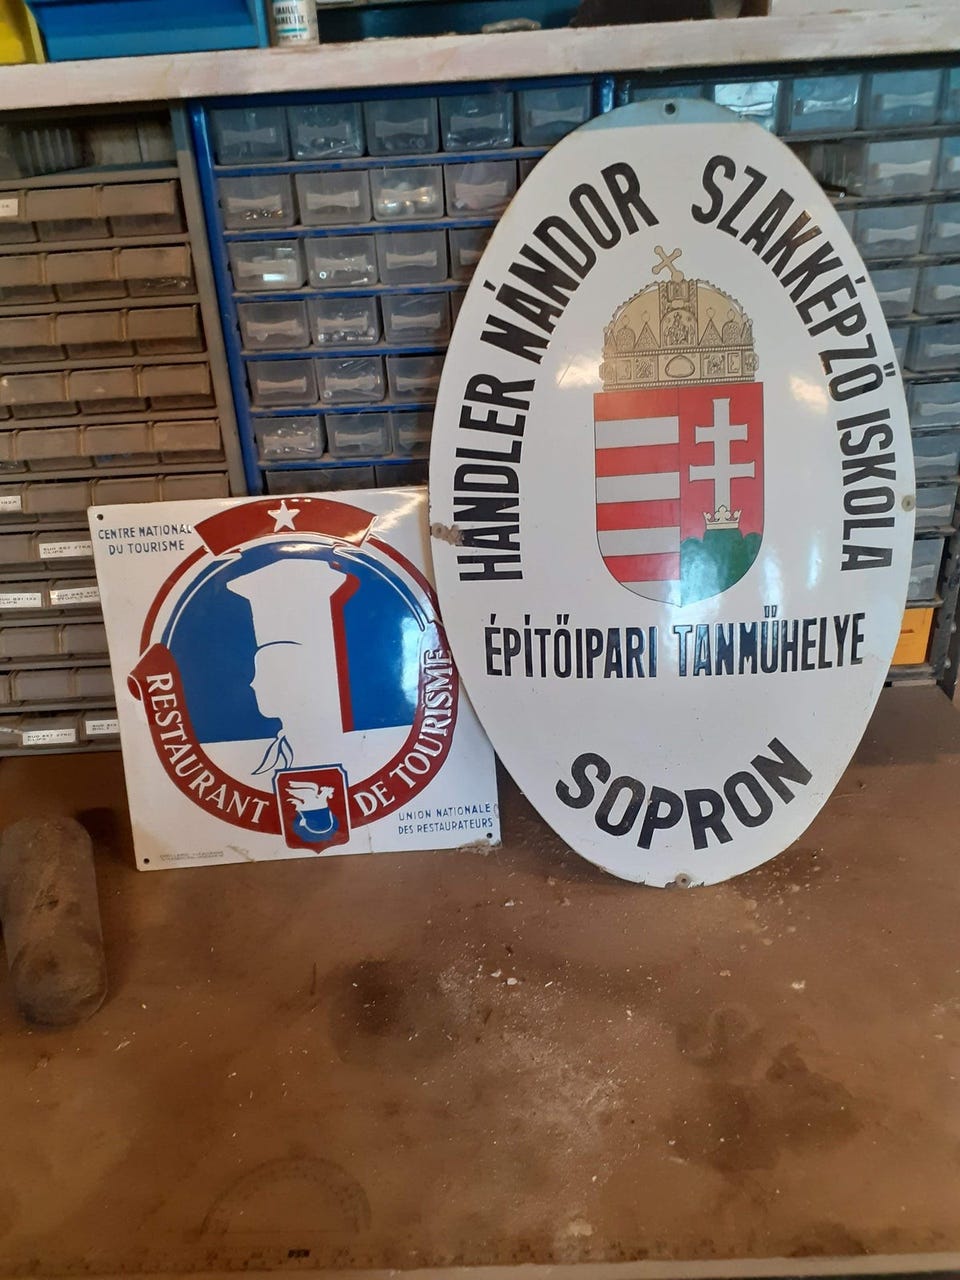 CENTRE NATIONAL
DU TOURISME
RESTAURANT DE TOURISME
UNION NATIONALE
DES RESTAURATEURS
HANDLER NÁNDOR SZAKKÉPZŐ ISKOLA
ÉPÍTŐIPARI TANMŰHELYE
SOPRON